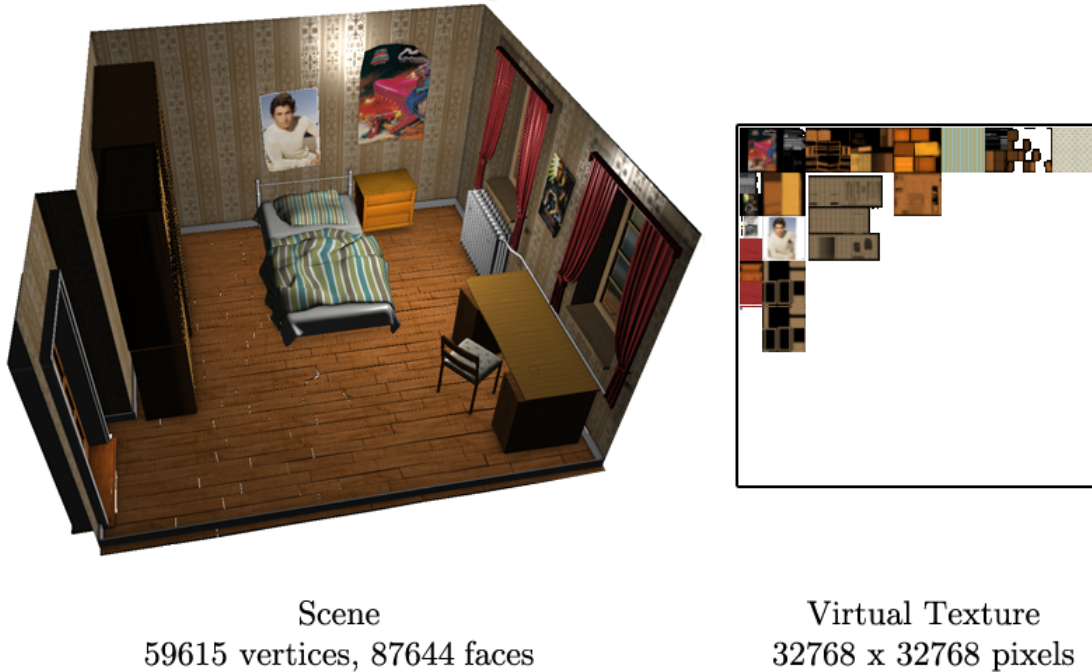 Scene
59615 vertices, 87644 faces
Virtual Texture
32768 x 32768 pixels